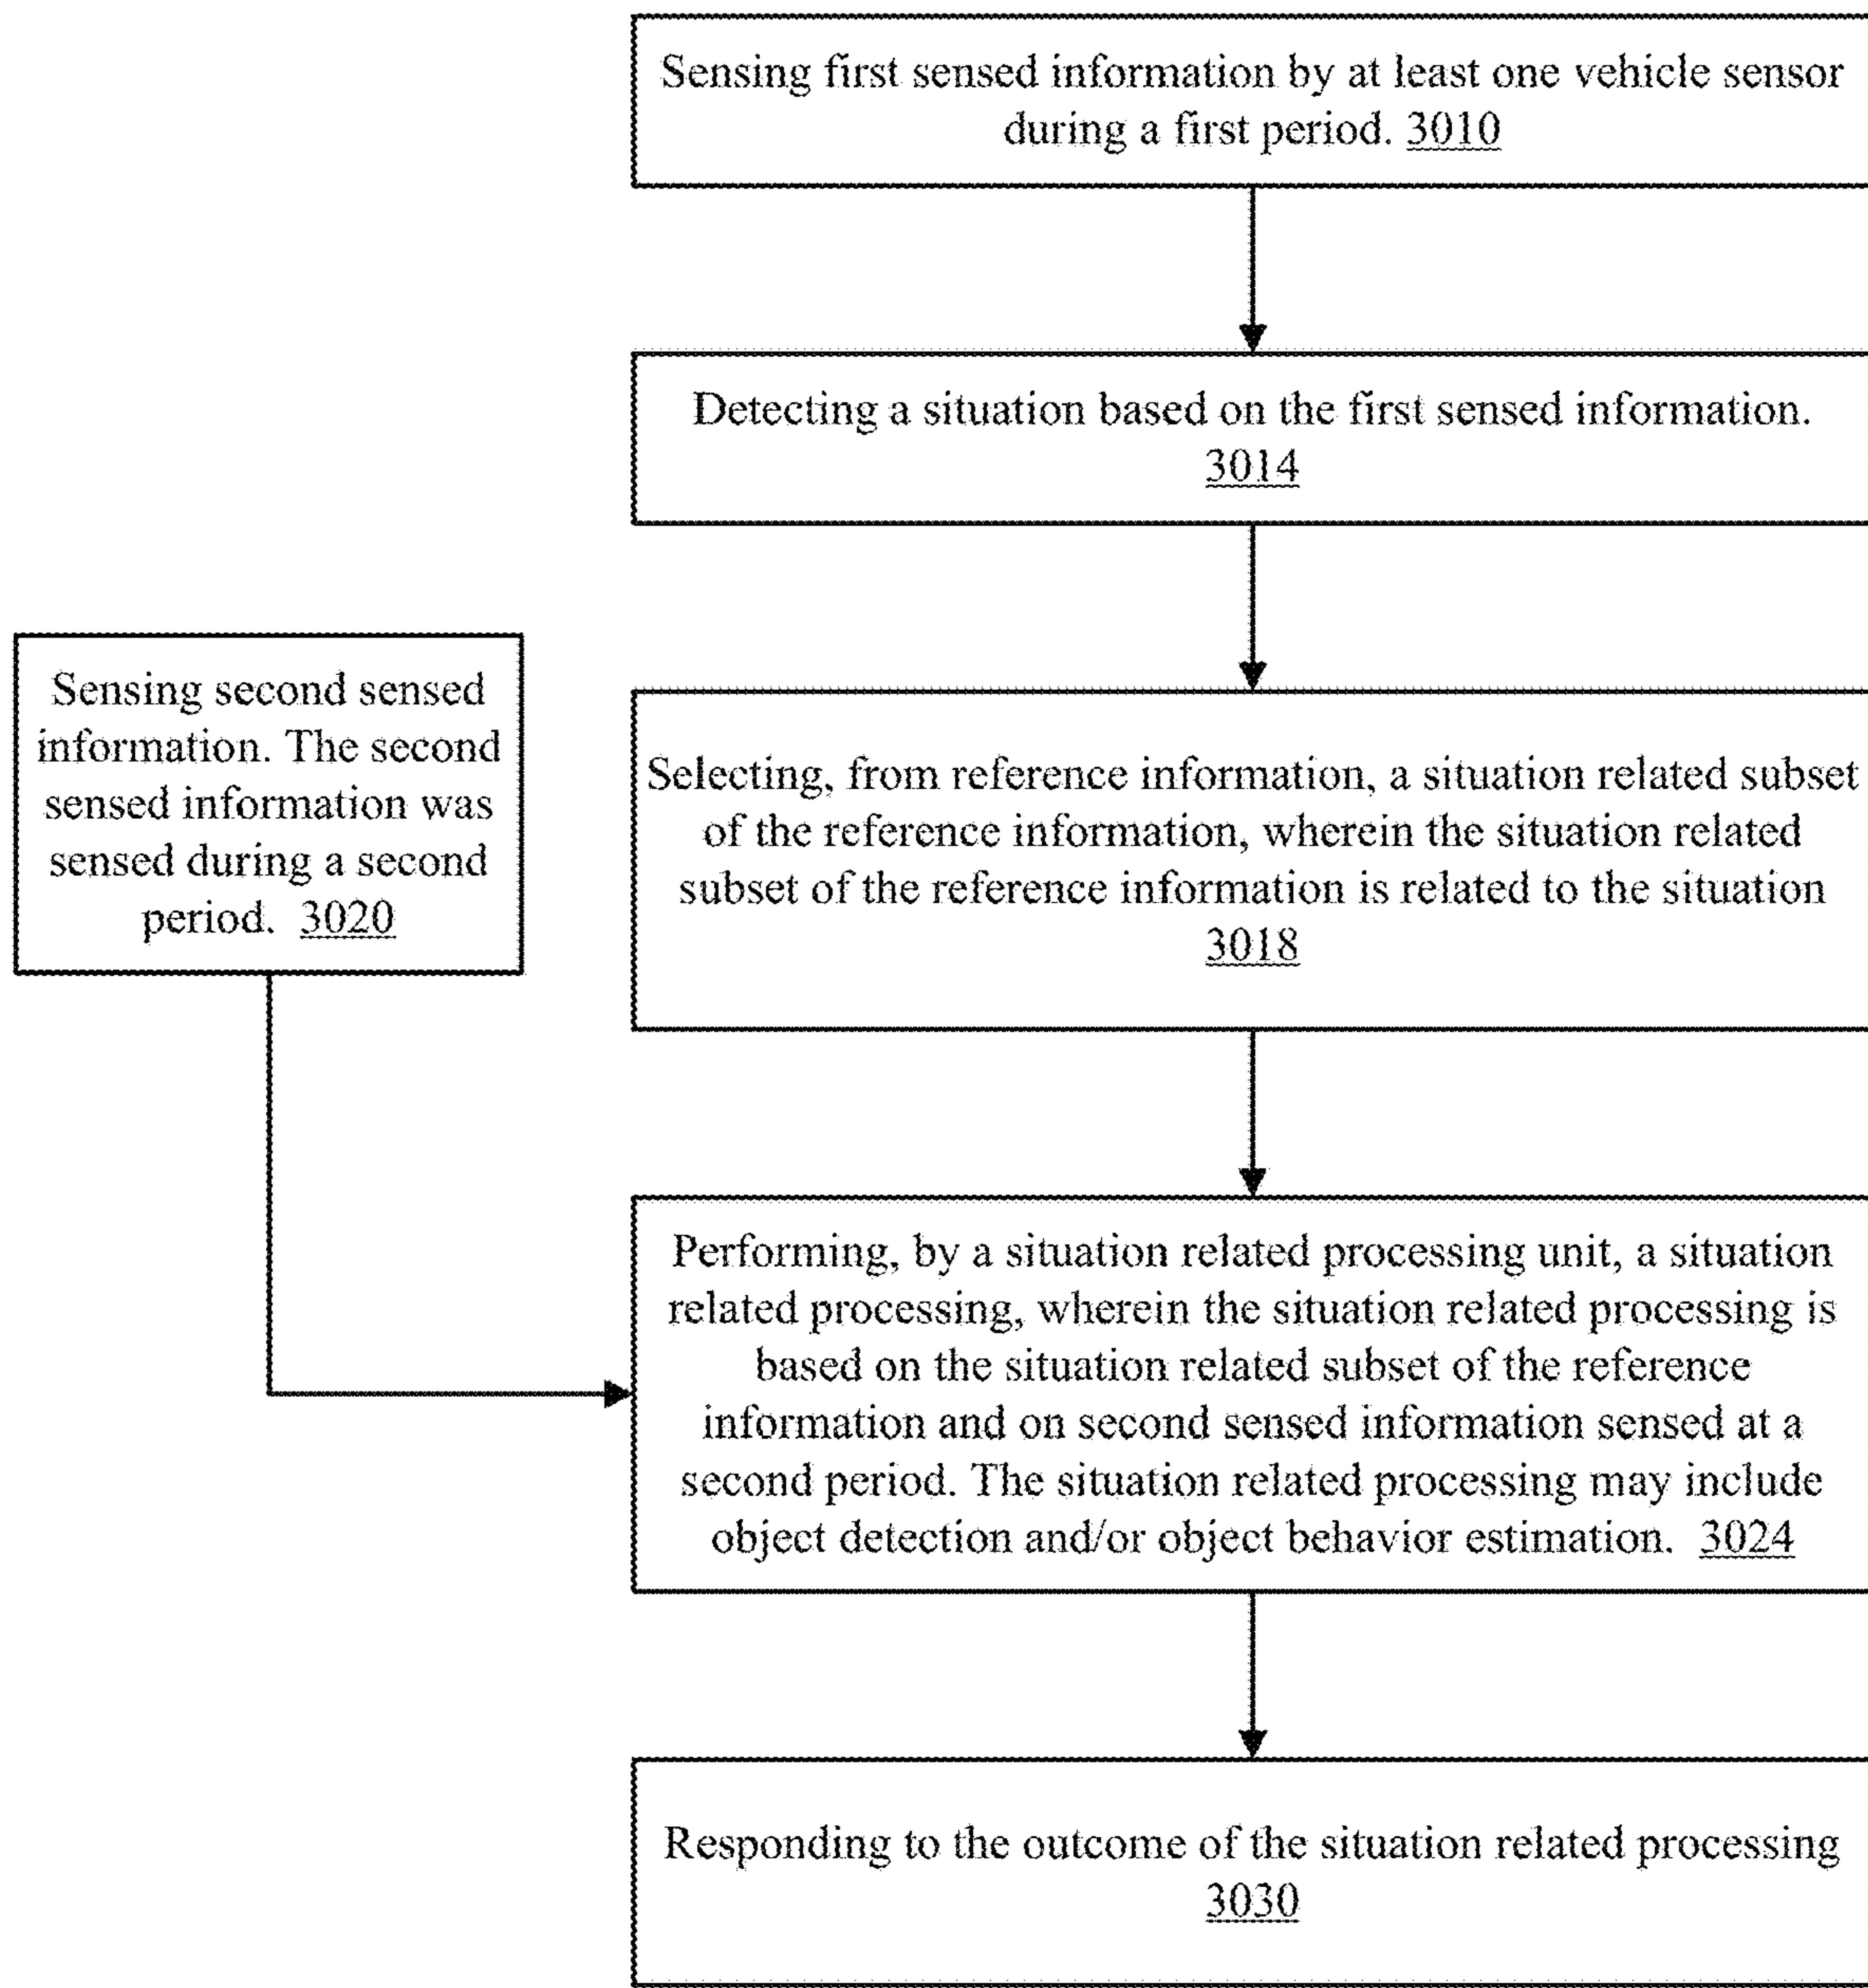 Sensing first sensed information by at least one vehicle sensor
during a first period. 3010
Detecting a situation based on the first sensed information.
3014
Sensing second sensed
information. The second
sensed information was
sensed during a second
period. 3020
Selecting, from reference information, a situation related subset
of the reference information, wherein the situation related
subset of the reference information is related to the situation
3018
Performing, by a situation related processing unit, a situation
related processing, wherein the situation related processing is
based on the situation related subset of the reference
information and on second sensed information sensed at a
second period. The situation related processing may include
object detection and/or object behavior estimation. 3024
Responding to the outcome of the situation related processing
3030